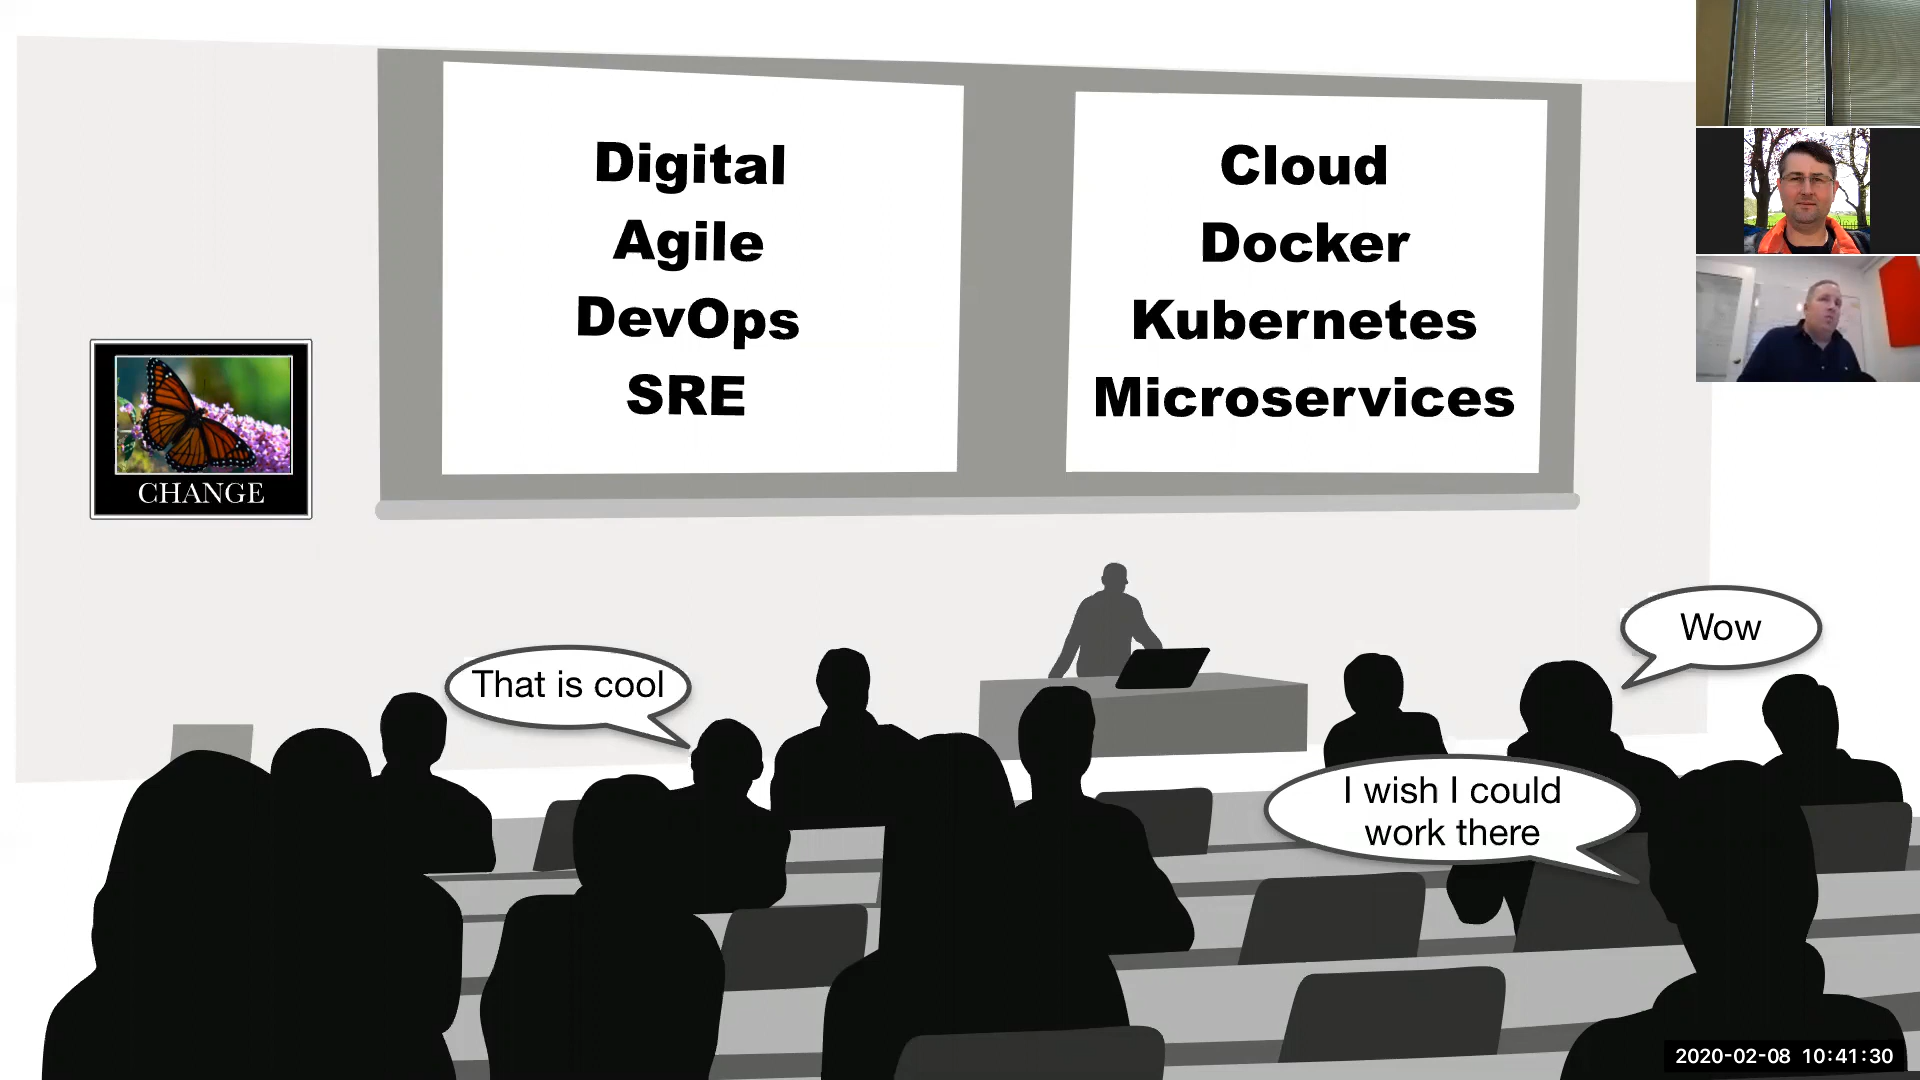 Digital
Agile
DevOps
SRE
Cloud
Docker
Kubernetes
Microservices
CHANGE
That is cool
Wow
I wish I could
work there
2020-02-08 10:41:30